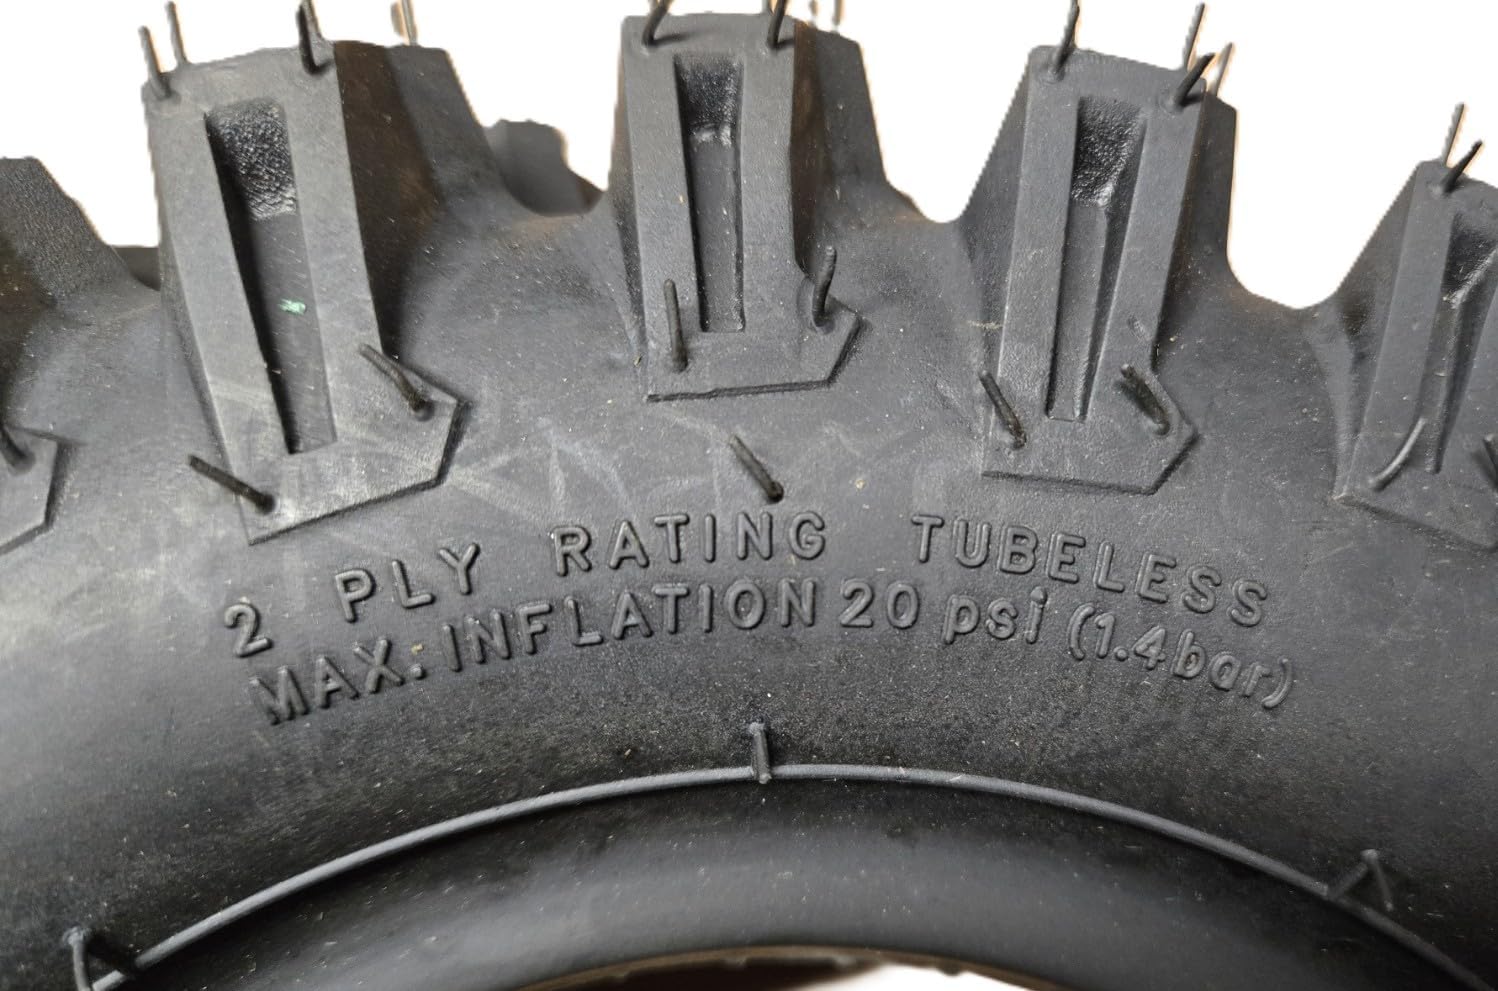 2 PLY RATING TUBELESS
MAX. INFLATION 20 psi (1.4bar)